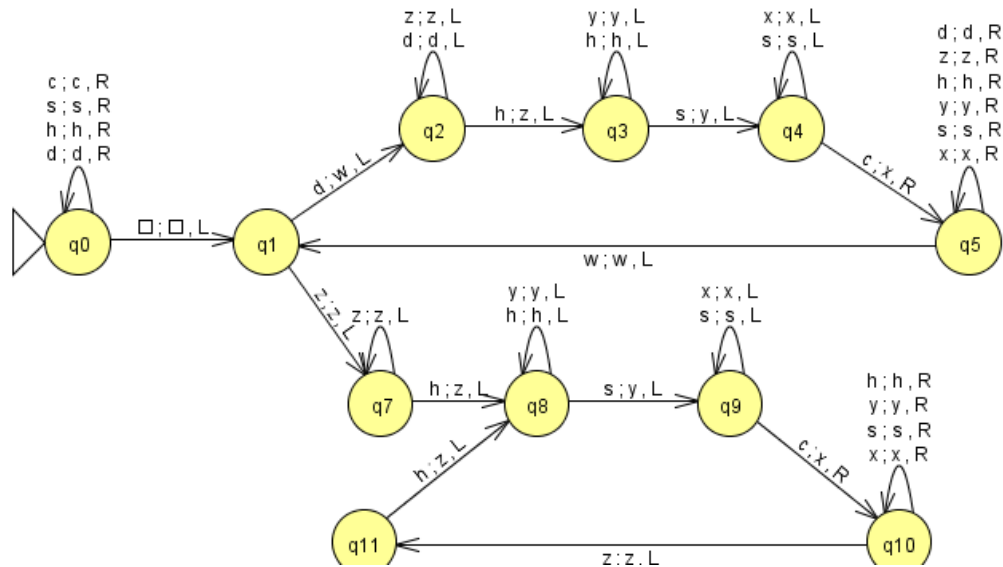 z ; z , L
d ; d , L
y ; y , L
h ; h , L
x ; x , L
s ; s , L
d ; d , R
z ; z , R
h ; h , R
y ; y , R
s ; s , R
x ; x , R
c ; c , R
s ; s , R
h ; h , R
d ; d , R
q2
h ; z , L
q3
s ; y , L
q4
d ; w , L
c ; x , R
q0
□ ; □ , L
q1
q5
w ; w , L
z ; z , L
z ; z , L
y ; y , L
h ; h , L
x ; x , L
s ; s , L
h ; h , R
y ; y , R
s ; s , R
x ; x , R
q7
h ; z , L
q8
s ; y , L
q9
h ; z , L
c ; x , R
q11
z ; z , L
q10